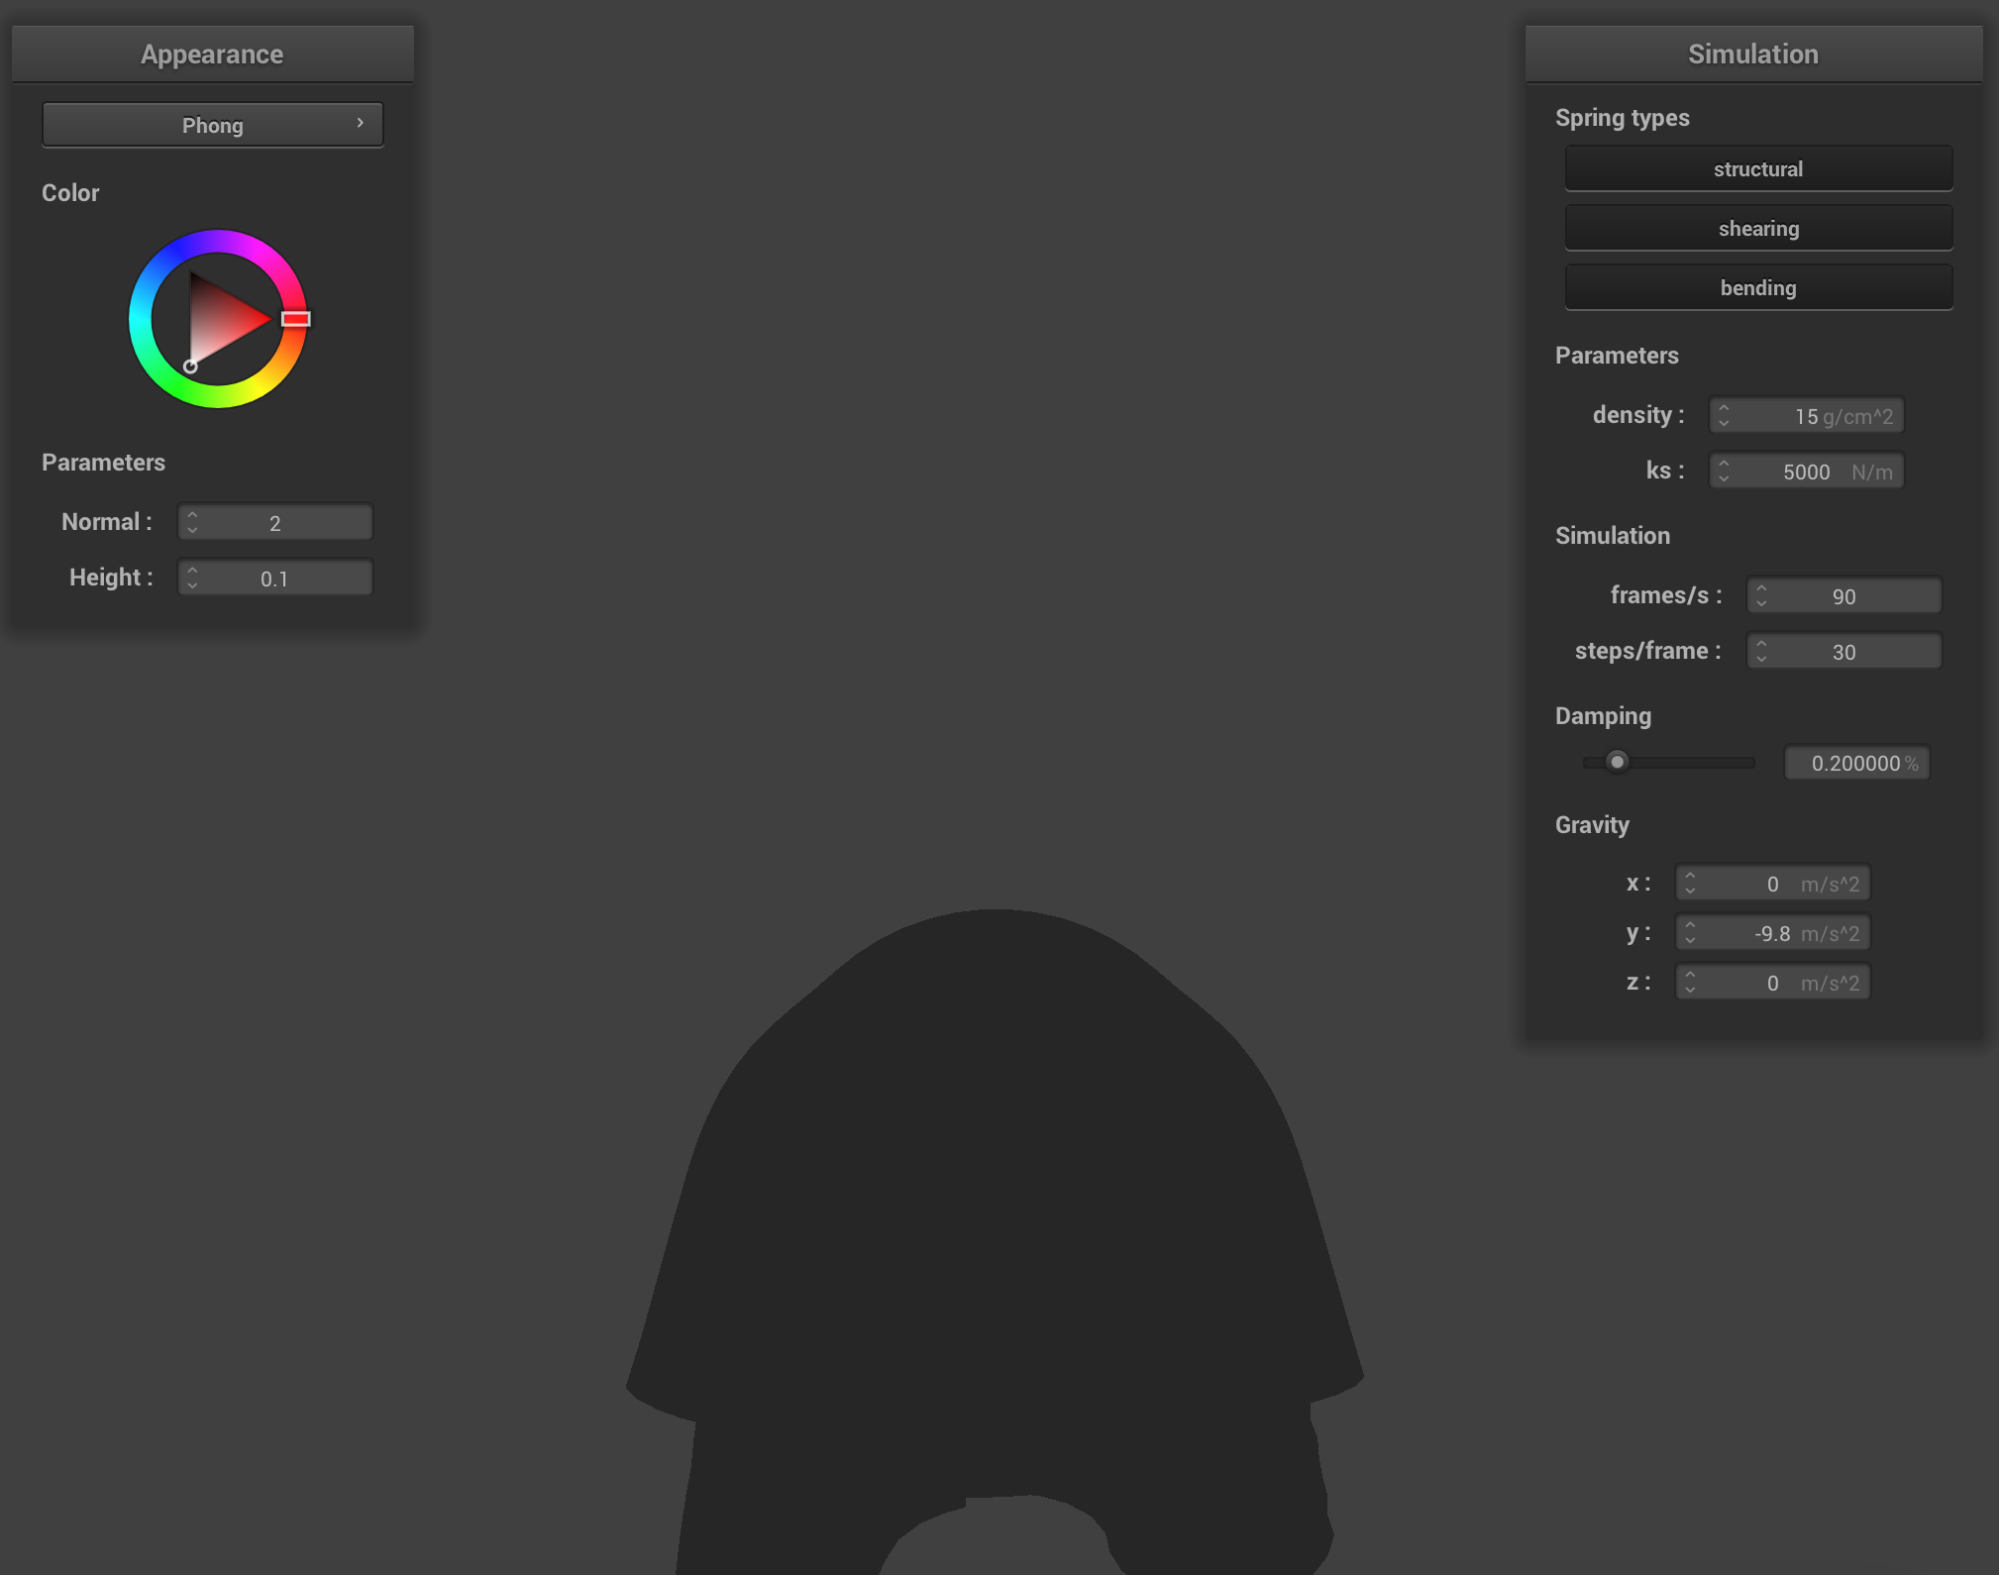 Appearance
Phong
Color
Parameters
Normal : 2
Height : 0.1
Simulation
Spring types
structural
shearing
bending
Parameters
density : 15 g/cm^2
ks : 5000 N/m
Simulation
frames/s : 90
steps/frame : 30
Damping
0.200000 %
Gravity
x : 0 m/s^2
y : -9.8 m/s^2
z : 0 m/s^2